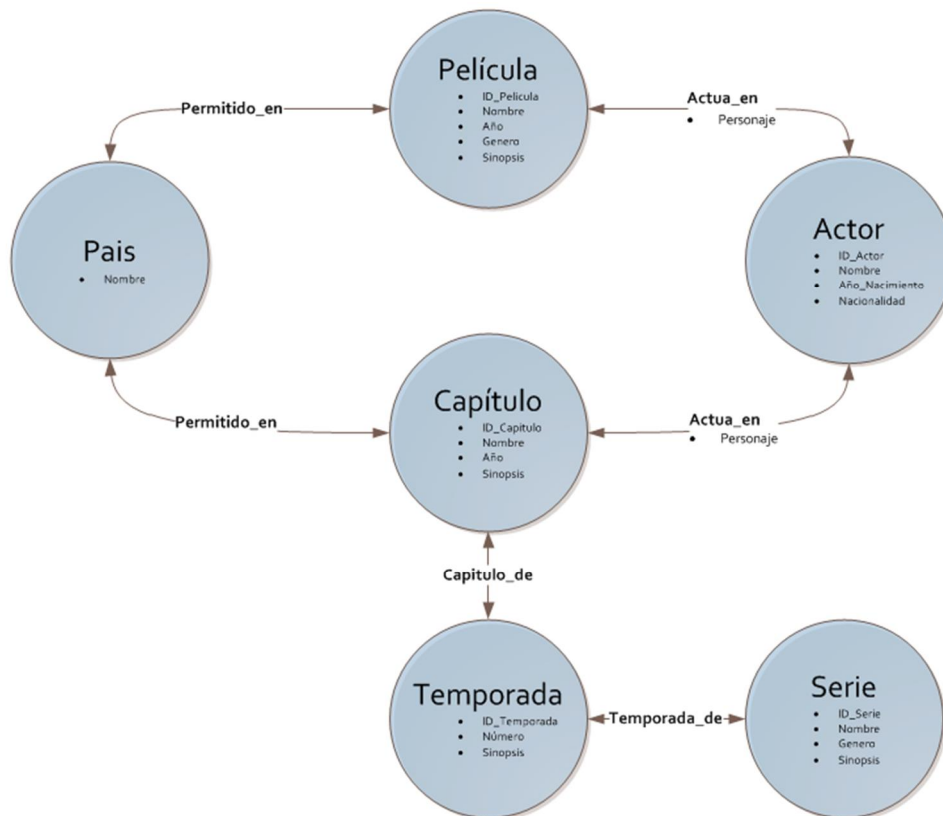 Película
• ID_Pelicula
• Nombre
• Año
• Genero
• Sinopsis
Permitido_en
Actua_en
• Personaje
Pais
• Nombre
Actor
• ID_Actor
• Nombre
• Año_Nacimiento
• Nacionalidad
Capítulo
• ID_Capitulo
• Nombre
• Año
• Sinopsis
Permitido_en
Actua_en
• Personaje
Capitulo_de
Temporada
• ID_Temporada
• Número
• Sinopsis
Temporada_de
Serie
• ID_Serie
• Nombre
• Genero
• Sinopsis